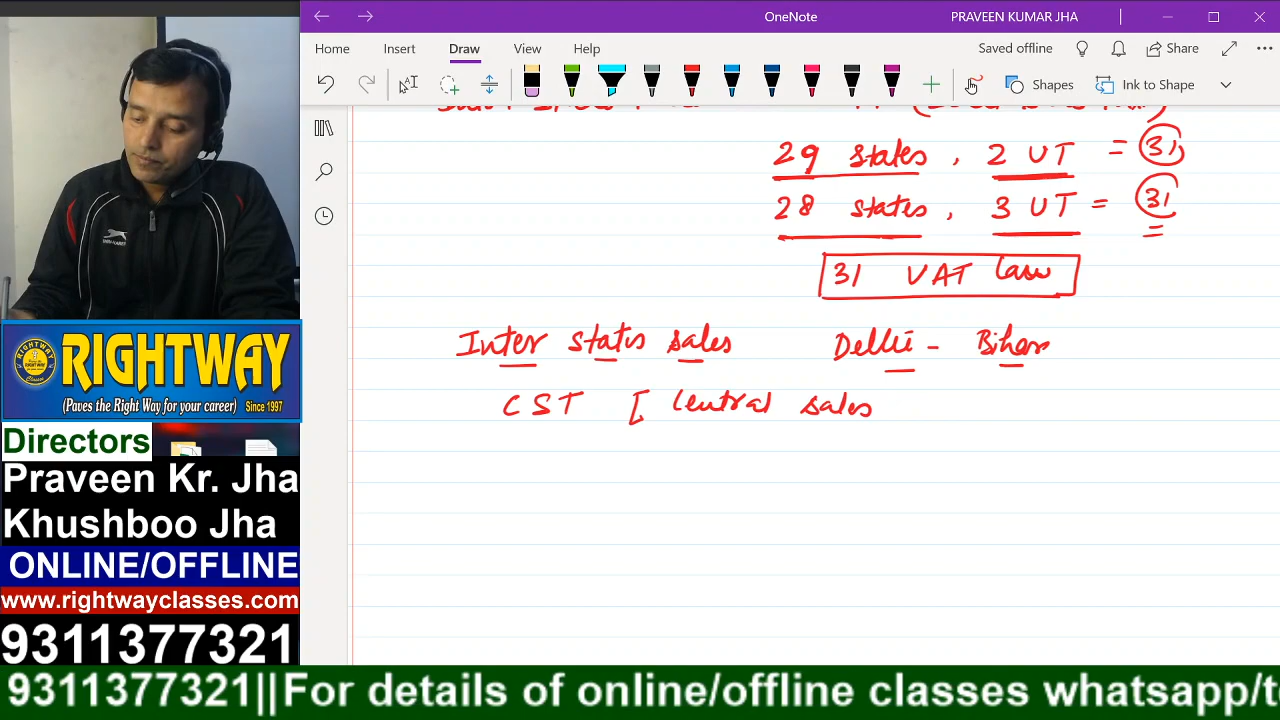 OneNote
PRAVEEN KUMAR JHA
Home Insert Draw View Help
Saved offline Share
Shapes Ink to Shape
29 states, 2 UT = 31
28 states, 3 UT = 31
31 VAT Law
Inter states sales Delhi - Bihar
CST [ Central sales
RIGHTWAY
(Paves the Right Way for your career) Since 1997
Directors
Praveen Kr. Jha
Khushboo Jha
ONLINE/OFFLINE
www.rightwayclasses.com
9311377321
9311377321||For details of online/offline classes whatsapp/t